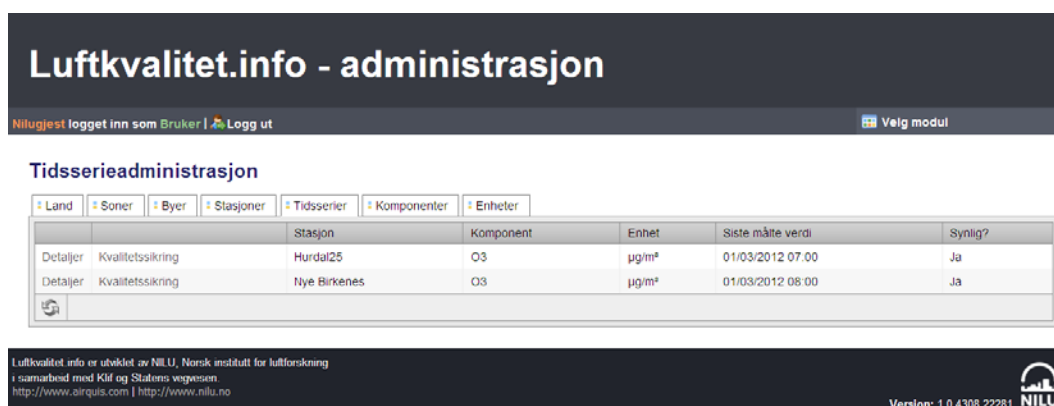 Luftkvalitet.info - administrasjon
Nilugjest logget inn som Bruker | Logg ut
Velg modul
Tidsserieadministrasjon
Land Soner Byer Stasjoner Tidsserier Komponenter Enheter
Stasjon Komponent Enhet Siste målte verdi Synlig?
Detaljer Kvalitetssikring Hurdal25 O3 µg/m³ 01/03/2012 07:00 Ja
Detaljer Kvalitetssikring Nye Birkenes O3 µg/m³ 01/03/2012 08:00 Ja
Luftkvalitet.info er utviklet av NILU, Norsk institutt for luftforskning
i samarbeid med Klif og Statens vegvesen.
http://www.airquis.com | http://www.nilu.no
Version: 1.0.4308.22281 NILU